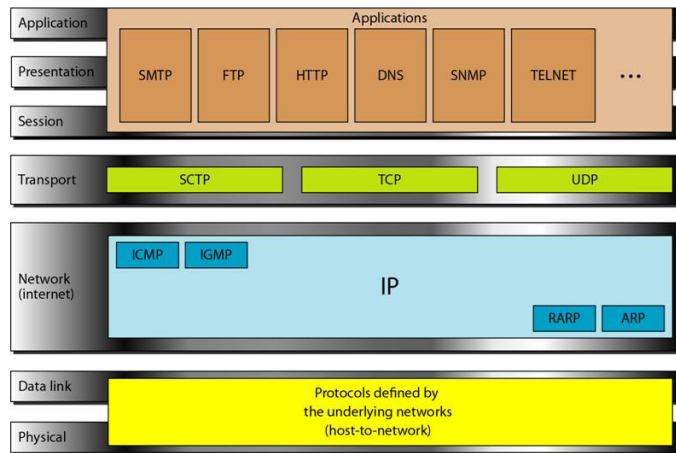 Application
Applications
Presentation
SMTP FTP HTTP DNS SNMP TELNET ...
Session
Transport
SCTP TCP UDP
ICMP IGMP
Network
(internet)
IP
RARP ARP
Data link
Protocols defined by
the underlying networks
(host-to-network)
Physical